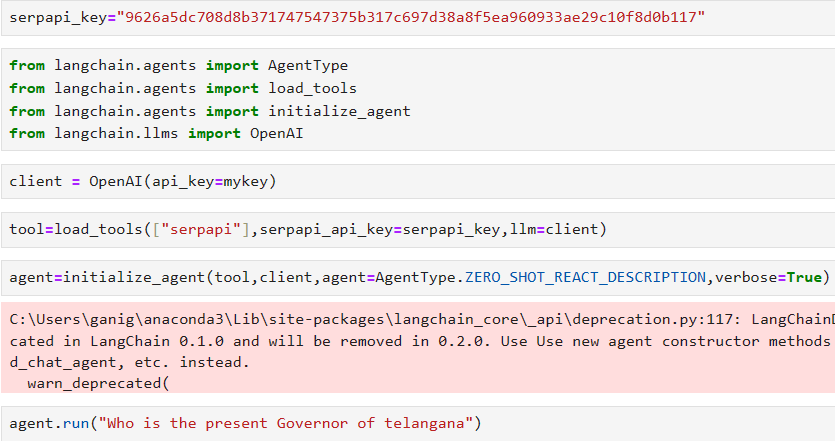 serpapi_key="9626a5dc708d8b371747547375b317c697d38a8f5ea960933ae29c10f8d0b117"
from langchain.agents import AgentType
from langchain.agents import load_tools
from langchain.agents import initialize_agent
from langchain.llms import OpenAI
client = OpenAI(api_key=mykey)
tool=load_tools(["serpapi"],serpapi_api_key=serpapi_key,llm=client)
agent=initialize_agent(tool,client,agent=AgentType.ZERO_SHOT_REACT_DESCRIPTION,verbose=True)
C:\Users\ganig\anaconda3\Lib\site-packages\langchain_core\_api\deprecation.py:117: LangChainD
cated in LangChain 0.1.0 and will be removed in 0.2.0. Use Use new agent constructor methods
d_chat_agent, etc. instead.
  warn_deprecated(
agent.run("Who is the present Governor of telangana")